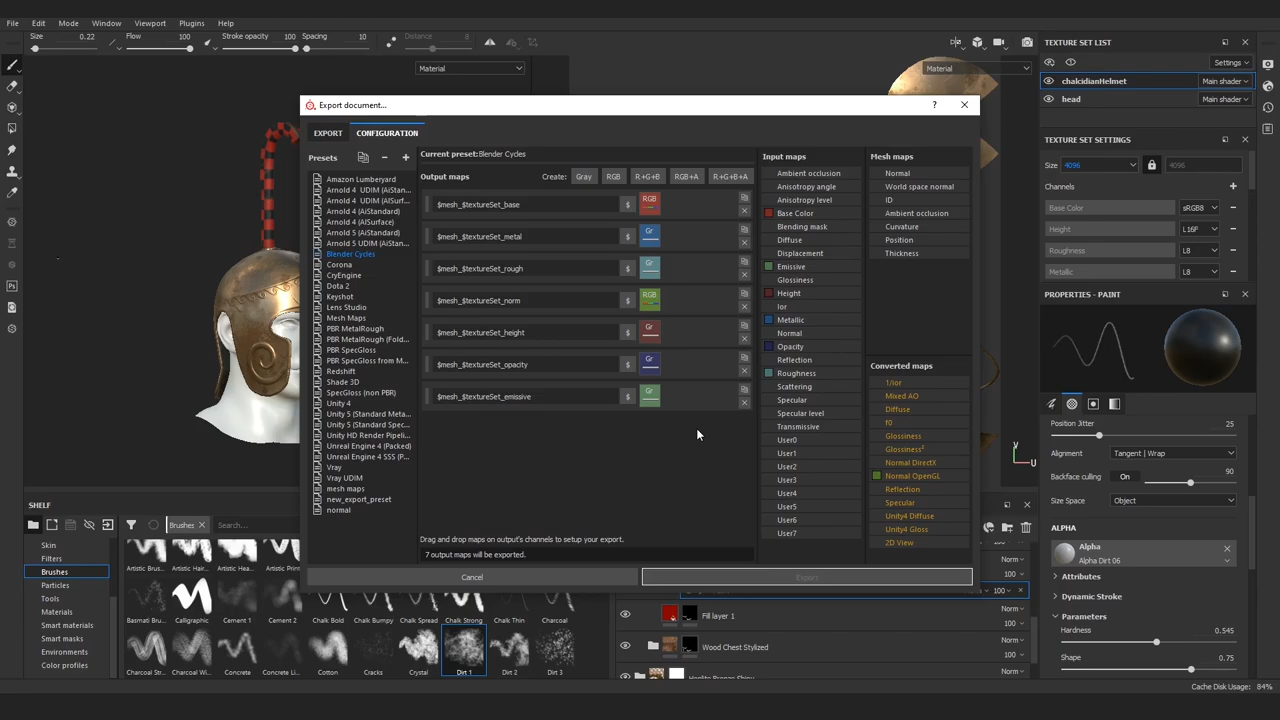 File Edit Mode Window Viewport Plugins Help
Size 0.22 Flow 100 Stroke opacity 100 Spacing 10 Distance 8
Material
Material
Export document...
?
EXPORT CONFIGURATION
Presets
Amazon Lumberyard
Arnold 4 UDIM (AiStan...
Arnold 4 UDIM (AiSurf...
Arnold 4 (AiStandard)
Arnold 4 (AiSurface)
Arnold 5 (AiStandard)
Arnold 5 UDIM (AiStan...
Blender Cycles
Corona
CryEngine
Dota 2
Keyshot
Lens Studio
Mesh Maps
PBR MetalRough
PBR MetalRough (Fold...
PBR SpecGloss
PBR SpecGloss from M...
Redshift
Shade 3D
SpecGloss (non PBR)
Unity 4
Unity 5 (Standard Meta...
Unity 5 (Standard Spec...
Unity HD Render Pipeli...
Unreal Engine 4 (Packed)
Unreal Engine 4 SSS (P...
Vray
Vray UDIM
mesh maps
new_export_preset
normal
Current preset:Blender Cycles
Output maps
Create: Gray RGB R+G+B RGB+A R+G+B+A
$mesh_$textureSet_base $ RGB
$mesh_$textureSet_metal $ Gr
$mesh_$textureSet_rough $ Gr
$mesh_$textureSet_norm $ RGB
$mesh_$textureSet_height $ Gr
$mesh_$textureSet_opacity $ Gr
$mesh_$textureSet_emissive $ Gr
Drag and drop maps on output's channels to setup your export.
7 output maps will be exported.
Input maps
Ambient occlusion
Anisotropy angle
Anisotropy level
Base Color
Blending mask
Diffuse
Displacement
Emissive
Glossiness
Height
Ior
Metallic
Normal
Opacity
Reflection
Roughness
Scattering
Specular
Specular level
Transmissive
User0
User1
User2
User3
User4
User5
User6
User7
Mesh maps
Normal
World space normal
ID
Ambient occlusion
Curvature
Position
Thickness
Converted maps
1/ior
Mixed AO
Diffuse
f0
Glossiness
Glossiness²
Normal DirectX
Normal OpenGL
Reflection
Specular
Unity4 Diffuse
Unity4 Gloss
2D View
Cancel
Export
TEXTURE SET LIST
Settings
chalcidianHelmet Main shader
head Main shader
TEXTURE SET SETTINGS
Size 4096 4096
Channels
Base Color sRGB8
Height L16F
Roughness L8
Metallic L8
PROPERTIES - PAINT
Position Jitter 25
Alignment Tangent | Wrap
Backface culling On 90
Size Space Object
ALPHA
Alpha
Alpha Dirt 06
Attributes
Dynamic Stroke
Parameters
Hardness 0.545
Shape 0.75
y
U
SHELF
Brushes
Search...
Skin
Filters
Brushes
Particles
Tools
Materials
Smart materials
Smart masks
Environments
Color profiles
Artistic Brus... Artistic Hair... Artistic Hea...
Basmati Brus... Calligraphic Cement 1 Cement 2 Chalk Bold Chalk Bumpy Chalk Spread Chalk Strong Chalk Thin Charcoal
Charcoal Str... Concrete Cotton Cracks Crystal Dirt 1 Dirt 2 Dirt 3
Norm
100
100
Fill layer 1 Norm
100
Wood Chest Stylized Norm
100
Norm
Cache Disk Usage: 84%